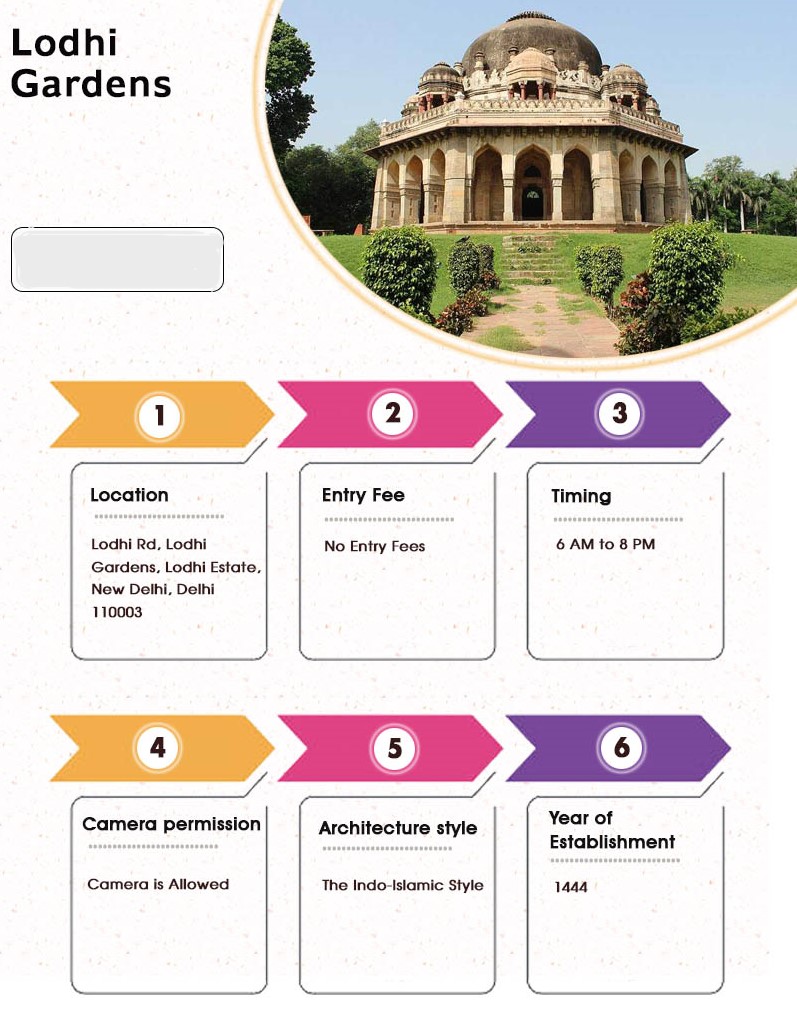 Lodhi
Gardens
1
2
3
Location
Lodhi Rd, Lodhi
Gardens, Lodhi Estate,
New Delhi, Delhi
110003
Entry Fee
No Entry Fees
Timing
6 AM to 8 PM
4
5
6
Camera permission
Camera is Allowed
Architecture style
The Indo-Islamic Style
Year of
Establishment
1444